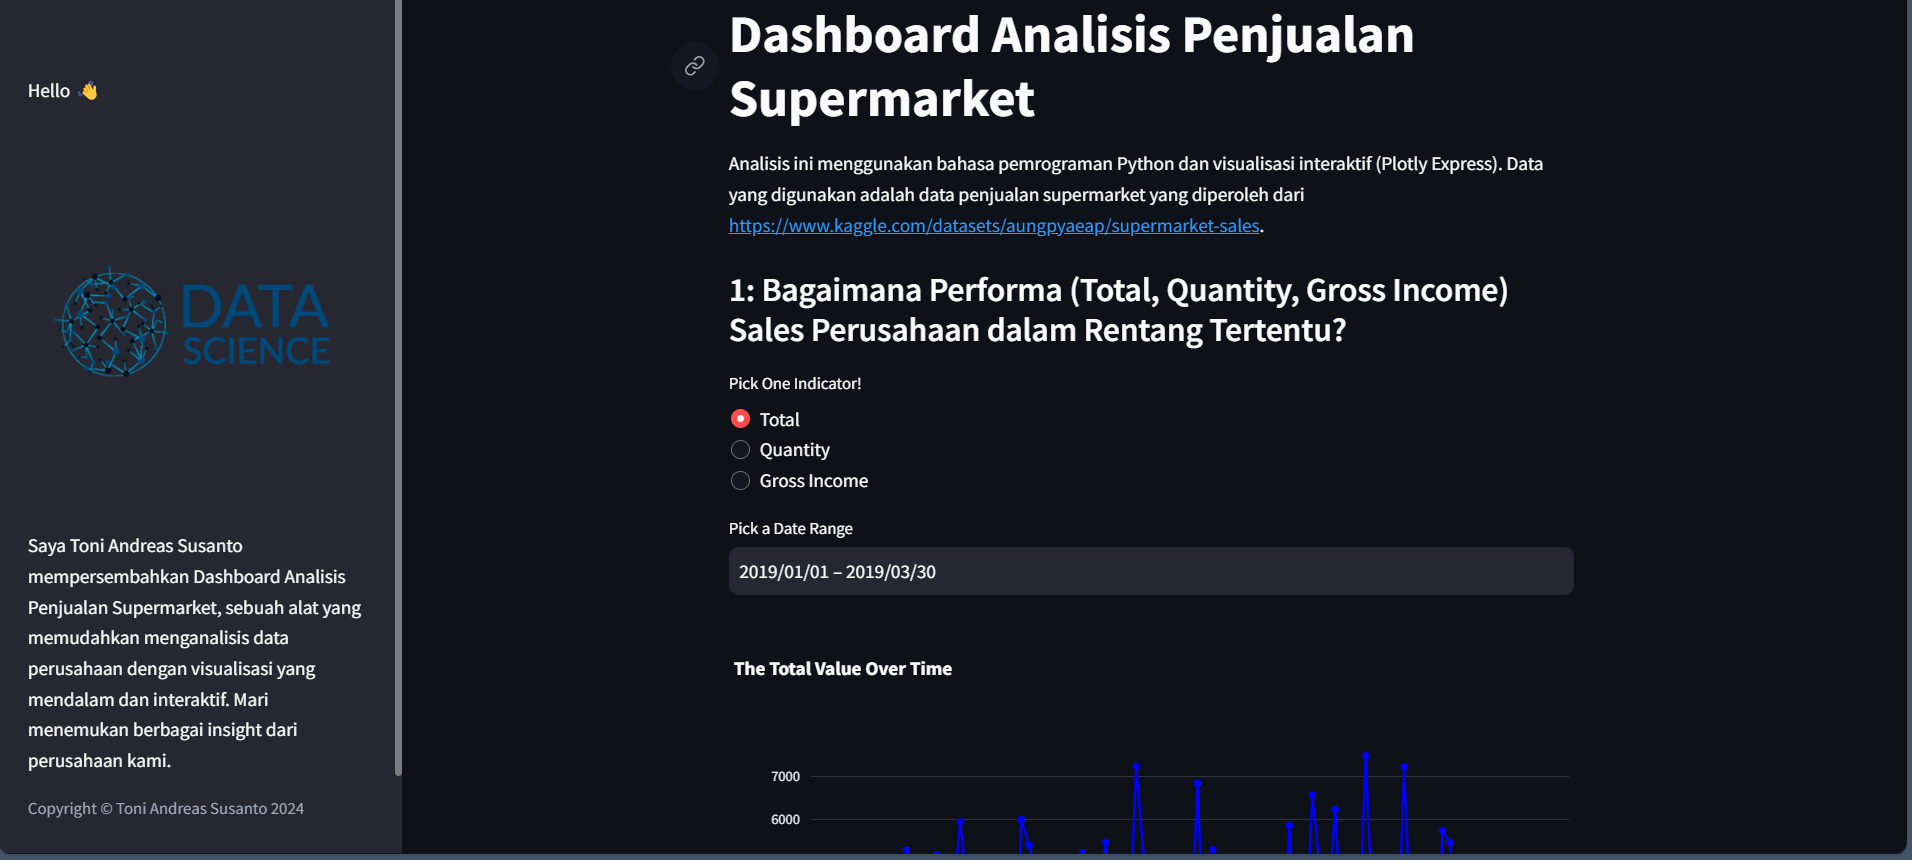 Hello 👋
DATA
SCIENCE
Saya Toni Andreas Susanto
mempersembahkan Dashboard Analisis
Penjualan Supermarket, sebuah alat yang
memudahkan menganalisis data
perusahaan dengan visualisasi yang
mendalam dan interaktif. Mari
menemukan berbagai insight dari
perusahaan kami.
Copyright © Toni Andreas Susanto 2024
Dashboard Analisis Penjualan
Supermarket
Analisis ini menggunakan bahasa pemrograman Python dan visualisasi interaktif (Plotly Express). Data
yang digunakan adalah data penjualan supermarket yang diperoleh dari
https://www.kaggle.com/datasets/aungpyaeap/supermarket-sales.
1: Bagaimana Performa (Total, Quantity, Gross Income)
Sales Perusahaan dalam Rentang Tertentu?
Pick One Indicator!
Total
Quantity
Gross Income
Pick a Date Range
2019/01/01 – 2019/03/30
The Total Value Over Time
7000
6000